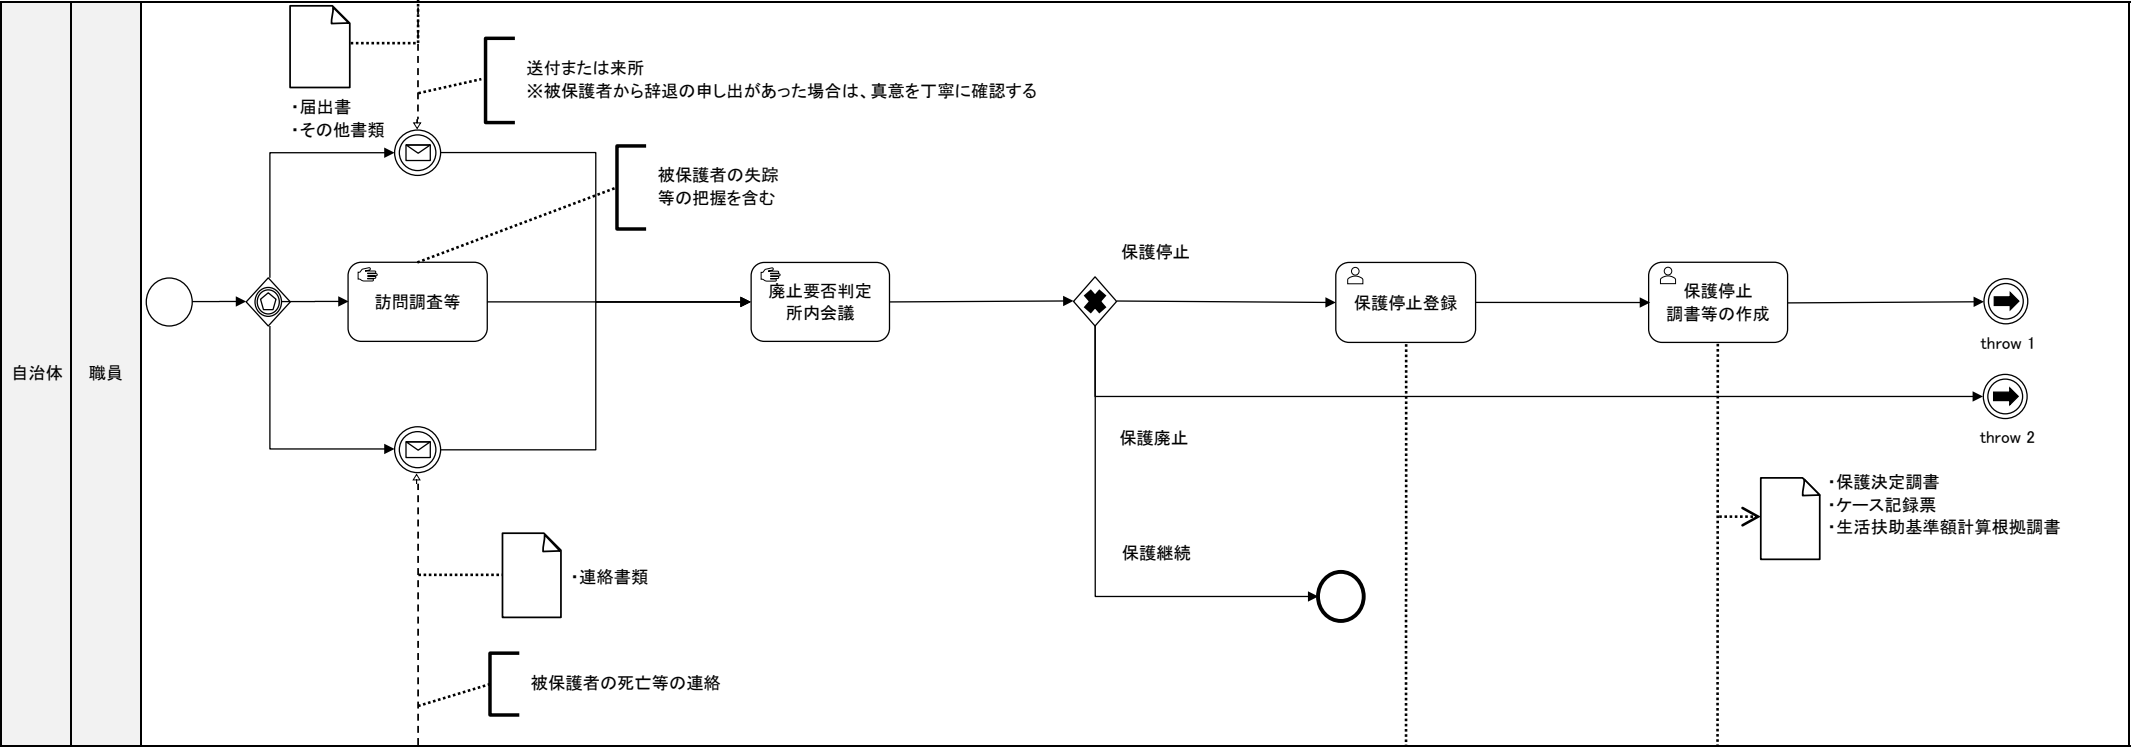 自治体
職員
・届出書
・その他書類
送付または来所
※被保護者から辞退の申し出があった場合は、真意を丁寧に確認する
被保護者の失踪
等の把握を含む
訪問調査等
廃止要否判定
所内会議
保護停止
保護停止登録
保護停止
調書等の作成
throw 1
throw 2
保護廃止
・保護決定調書
・ケース記録票
・生活扶助基準額計算根拠調書
保護継続
・連絡書類
被保護者の死亡等の連絡